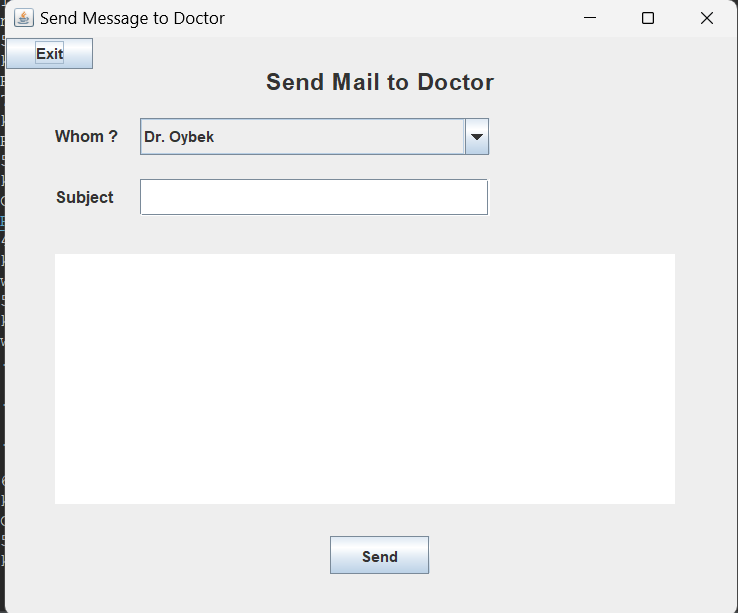 Send Message to Doctor
Exit
Send Mail to Doctor
Whom ? Dr. Oybek
Subject
Send